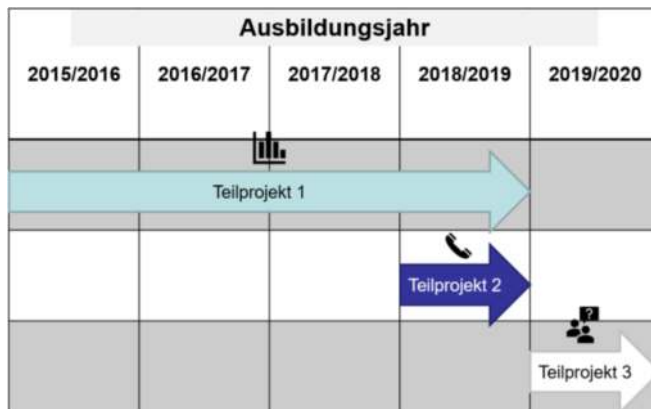 Ausbildungsjahr
2015/2016 2016/2017 2017/2018 2018/2019 2019/2020
Teilprojekt 1
Teilprojekt 2
?
Teilprojekt 3